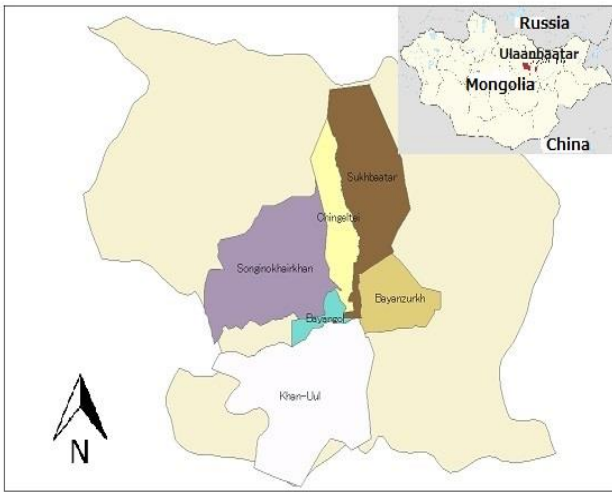 Russia
Ulaanbaatar
Mongolia
China
Sukhbaatar
Chingeltei
Songinokhairkhan
Bayanzurkh
Bayangol
Khan-Uul
N